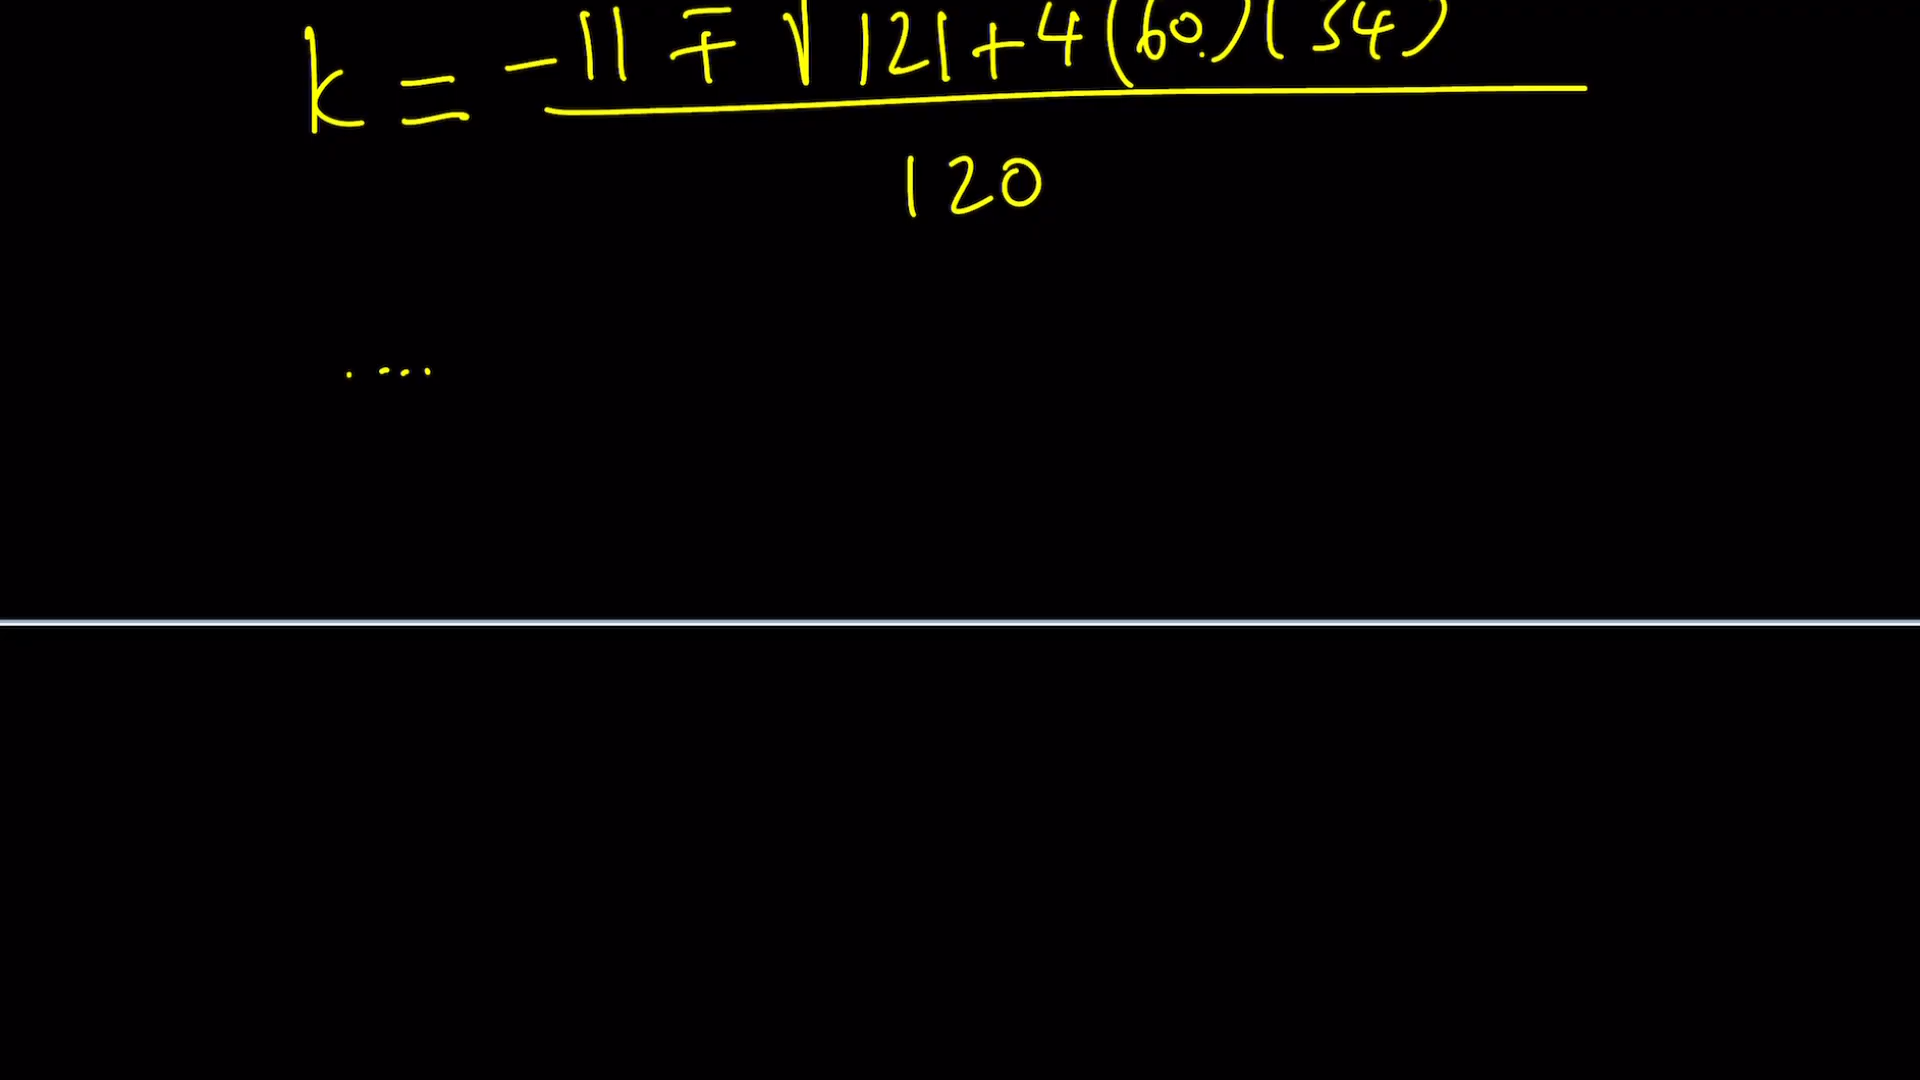 k = -11 ∓ √121+4(60)(34)
120
....